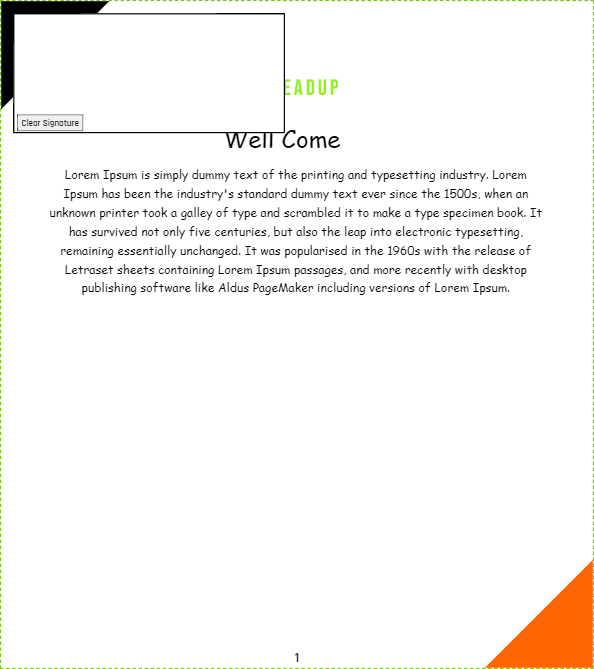 Clear Signature
EADUP
Well Come
Lorem Ipsum is simply dummy text of the printing and typesetting industry. Lorem
Ipsum has been the industry's standard dummy text ever since the 1500s, when an
unknown printer took a galley of type and scrambled it to make a type specimen book. It
has survived not only five centuries, but also the leap into electronic typesetting,
remaining essentially unchanged. It was popularised in the 1960s with the release of
Letraset sheets containing Lorem Ipsum passages, and more recently with desktop
publishing software like Aldus PageMaker including versions of Lorem Ipsum.
1